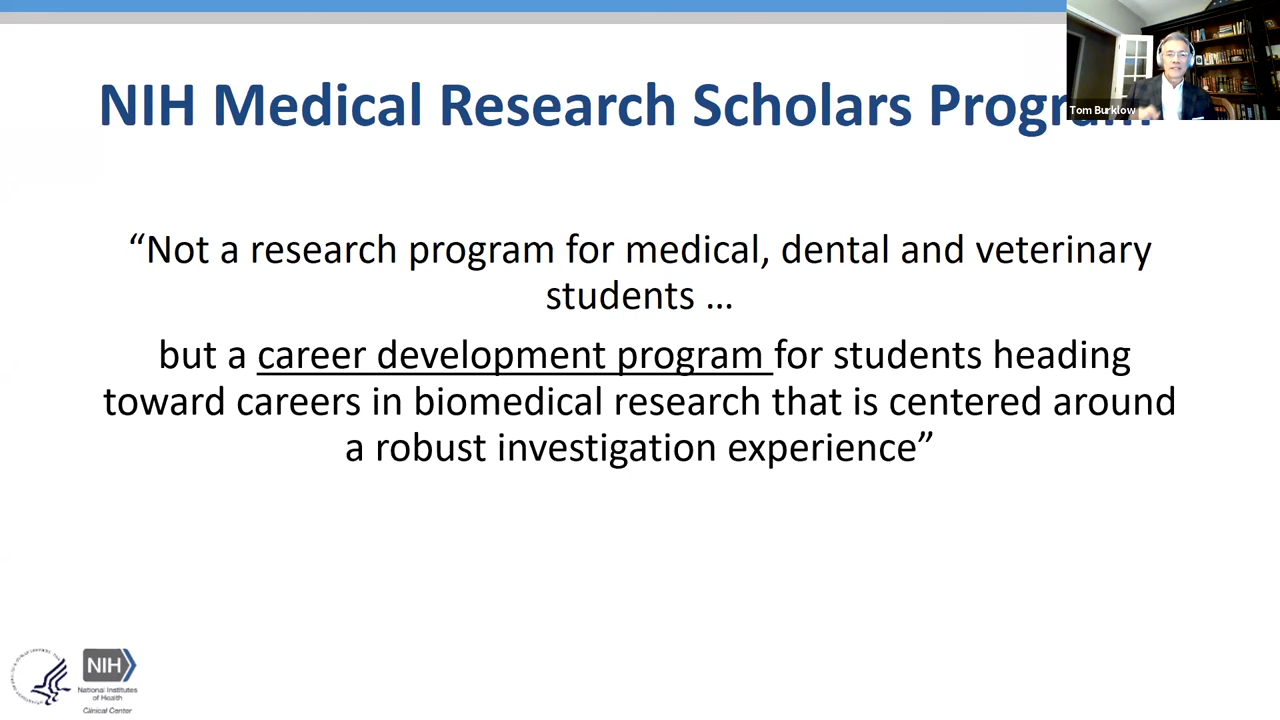 NIH Medical Research Scholars Program
Tom Burklow
“Not a research program for medical, dental and veterinary
students ...
but a career development program for students heading
toward careers in biomedical research that is centered around
a robust investigation experience”
NIH
National Institutes
of Health
Clinical Center